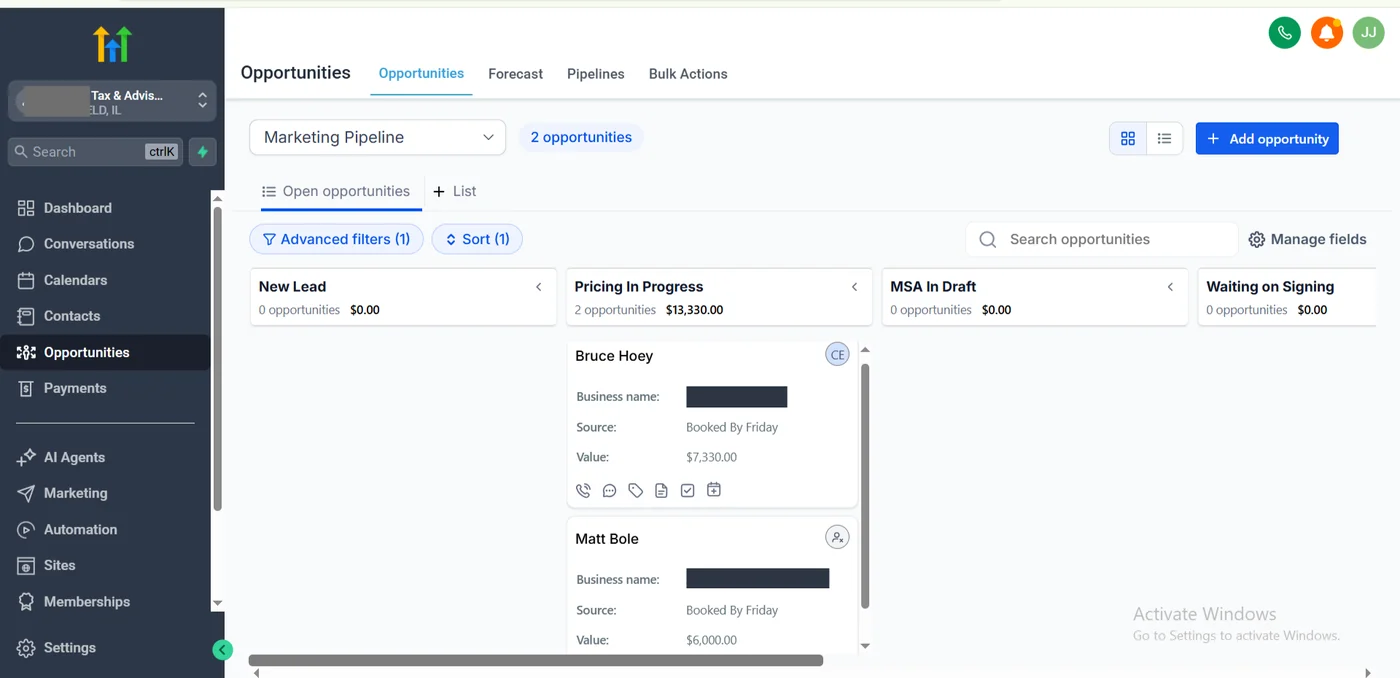 JJ
Opportunities
Opportunities
Forecast
Pipelines
Bulk Actions
Tax & Advis...
ELD, IL
Search
ctrlK
Dashboard
Conversations
Calendars
Contacts
Opportunities
Payments
AI Agents
Marketing
Automation
Sites
Memberships
Settings
Marketing Pipeline
2 opportunities
+ Add opportunity
Open opportunities
+ List
Advanced filters (1)
Sort (1)
Search opportunities
Manage fields
New Lead
0 opportunities $0.00
Pricing In Progress
2 opportunities $13,330.00
MSA In Draft
0 opportunities $0.00
Waiting on Signing
0 opportunities $0.00
Bruce Hoey
CE
Business name:
Source: Booked By Friday
Value: $7,330.00
Matt Bole
Business name:
Source: Booked By Friday
Value: $6,000.00
Activate Windows
Go to Settings to activate Windows.